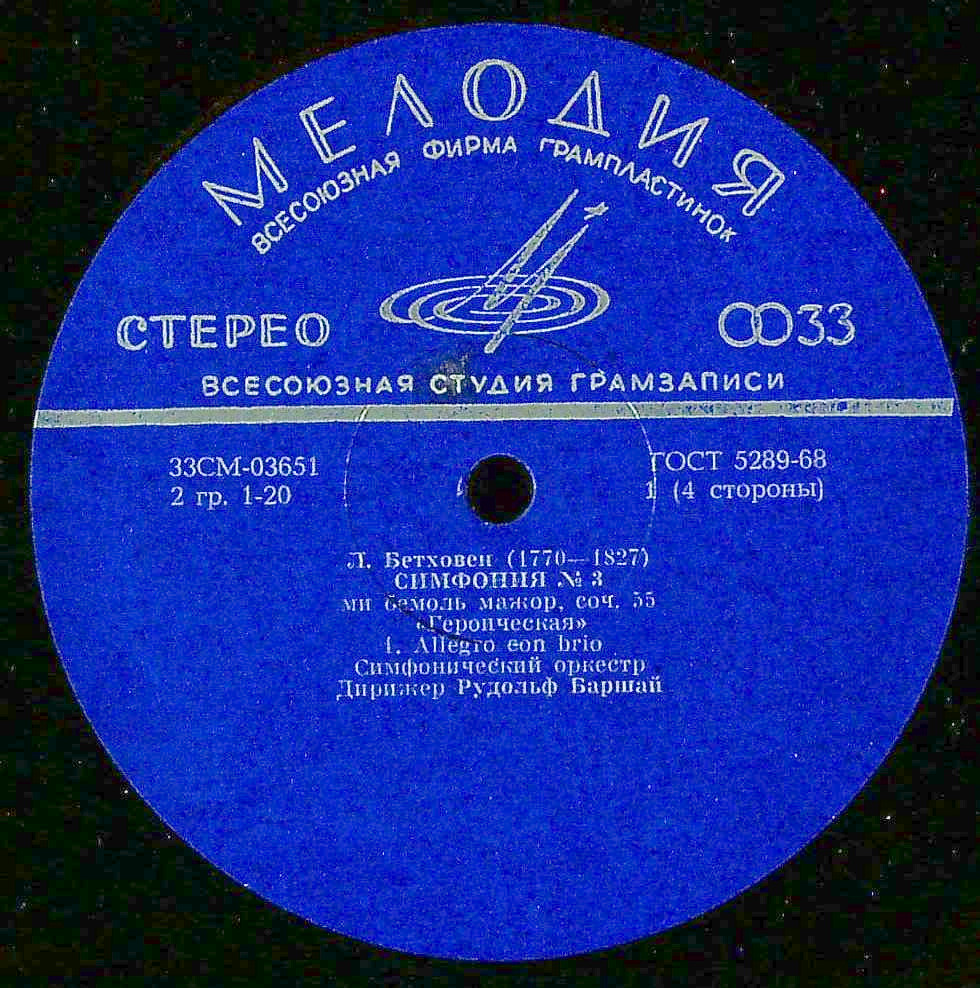 МЕЛОДИЯ
ВСЕСОЮЗНАЯ ФИРМА ГРАМПЛАСТИНОК
СТЕРЕО
33
ВСЕСОЮЗНАЯ СТУДИЯ ГРАМЗАПИСИ
33СМ-03651
ГОСТ 5289-68
2 гр. 1-20
1 (4 стороны)
Л. Бетховен (1770—1827)
СИМФОНИЯ № 3
ми бемоль мажор, соч. 55
«Героическая»
1. Allegro con brio
Симфонический оркестр
Дирижер Рудольф Баршай